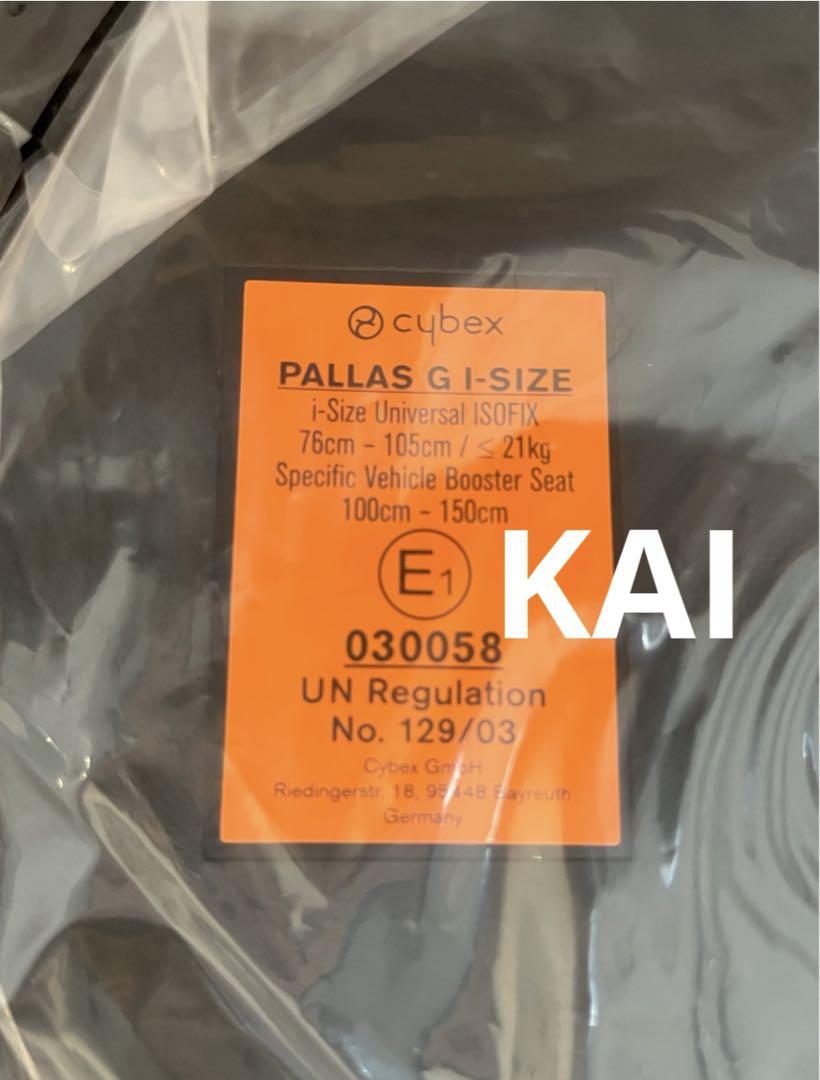 cybex
PALLAS G I-SIZE
i-Size Universal ISOFIX
76cm - 105cm / ≤ 21kg
Specific Vehicle Booster Seat
100cm - 150cm
E1
KAI
030058
UN Regulation
No. 129/03
Cybex GmbH
Riedingerstr. 18, 95448 Bayreuth
Germany